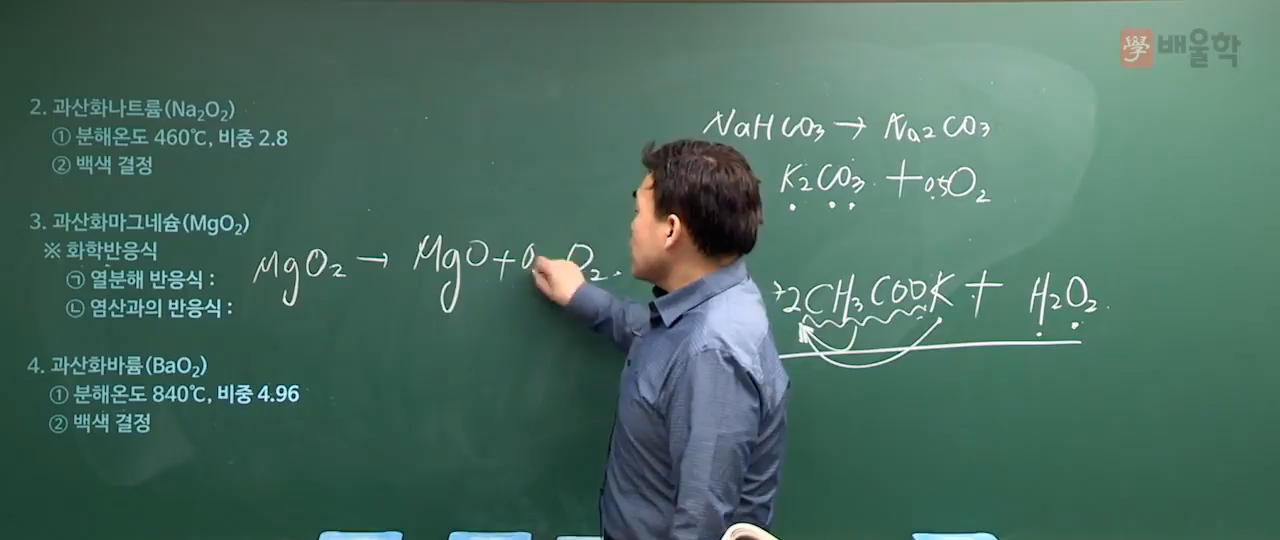 學 배울학
2. 과산화나트륨(Na₂O₂)
① 분해온도 460℃, 비중 2.8
② 백색 결정
3. 과산화마그네슘(MgO₂)
※ 화학반응식
㉠ 열분해 반응식 :
㉡ 염산과의 반응식 :
4. 과산화바륨(BaO₂)
① 분해온도 840℃, 비중 4.96
② 백색 결정
MgO₂ → MgO + O₂
NaHCO₃ → Na₂CO₃
K₂CO₃ + 0.5O₂
+2CH₃COOK + H₂O₂